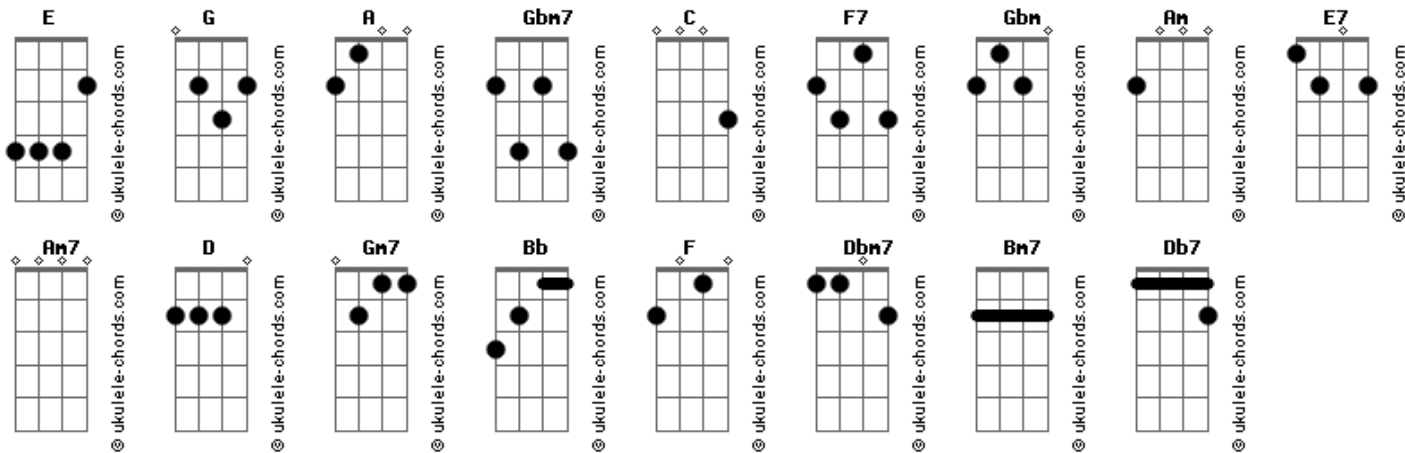 E G A Gbm7 C F7 Gbm Am E7
© ukulele-chords.com © ukulele-chords.com © ukulele-chords.com © ukulele-chords.com © ukulele-chords.com © ukulele-chords.com © ukulele-chords.com © ukulele-chords.com © ukulele-chords.com
Am7 D Gm7 Bb F Dbm7 Bm7 Db7
© ukulele-chords.com © ukulele-chords.com © ukulele-chords.com © ukulele-chords.com © ukulele-chords.com © ukulele-chords.com © ukulele-chords.com © ukulele-chords.com